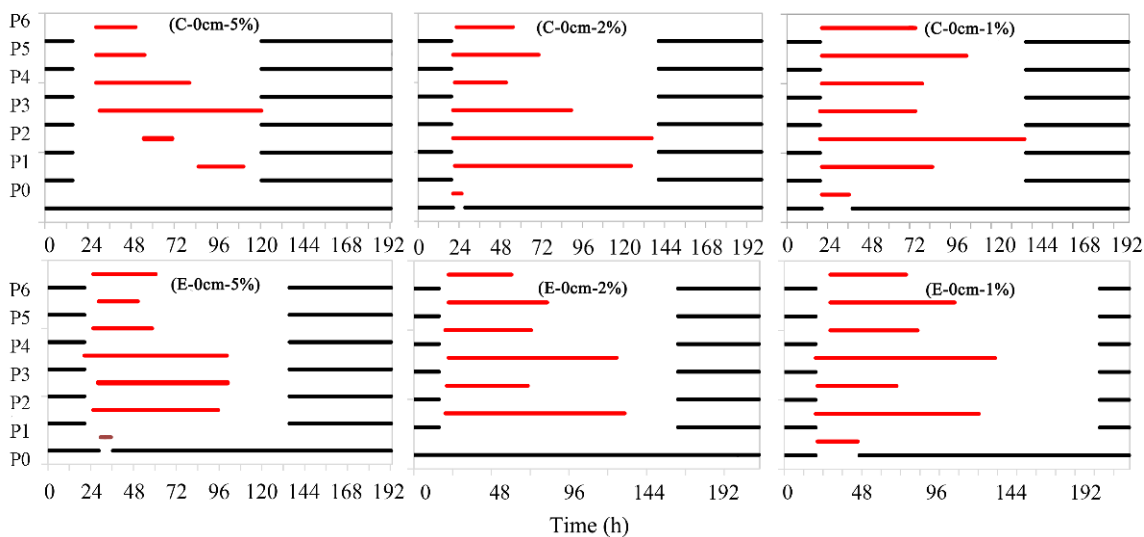 P6
P5
P4
P3
P2
P1
P0
(C-0cm-5%)
(C-0cm-2%)
(C-0cm-1%)
0 24 48 72 96 120 144 168 192
0 24 48 72 96 120 144 168 192
0 24 48 72 96 120 144 168 192
P6
P5
P4
P3
P2
P1
P0
(E-0cm-5%)
(E-0cm-2%)
(E-0cm-1%)
0 24 48 72 96 120 144 168 192
0 48 96 144 192
0 48 96 144 192
Time (h)